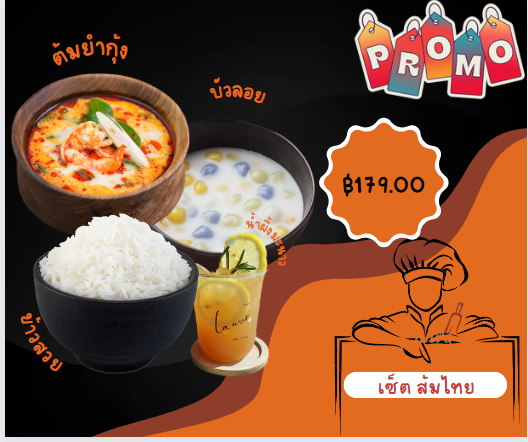 PROMO
ต้มยำกุ้ง
บัวลอย
฿179.00
น้ำผึ้งมะนาว
ข้าวสวย
เซ็ต ส้มไทย